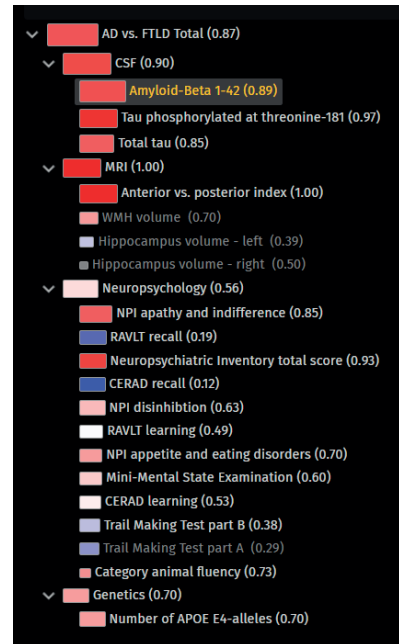 AD vs. FTLD Total (0.87)
CSF (0.90)
Amyloid-Beta 1-42 (0.89)
Tau phosphorylated at threonine-181 (0.97)
Total tau (0.85)
MRI (1.00)
Anterior vs. posterior index (1.00)
WMH volume (0.70)
Hippocampus volume - left (0.39)
Hippocampus volume - right (0.50)
Neuropsychology (0.56)
NPI apathy and indifference (0.85)
RAVLT recall (0.19)
Neuropsychiatric Inventory total score (0.93)
CERAD recall (0.12)
NPI disinhibtion (0.63)
RAVLT learning (0.49)
NPI appetite and eating disorders (0.70)
Mini-Mental State Examination (0.60)
CERAD learning (0.53)
Trail Making Test part B (0.38)
Trail Making Test part A (0.29)
Category animal fluency (0.73)
Genetics (0.70)
Number of APOE E4-alleles (0.70)